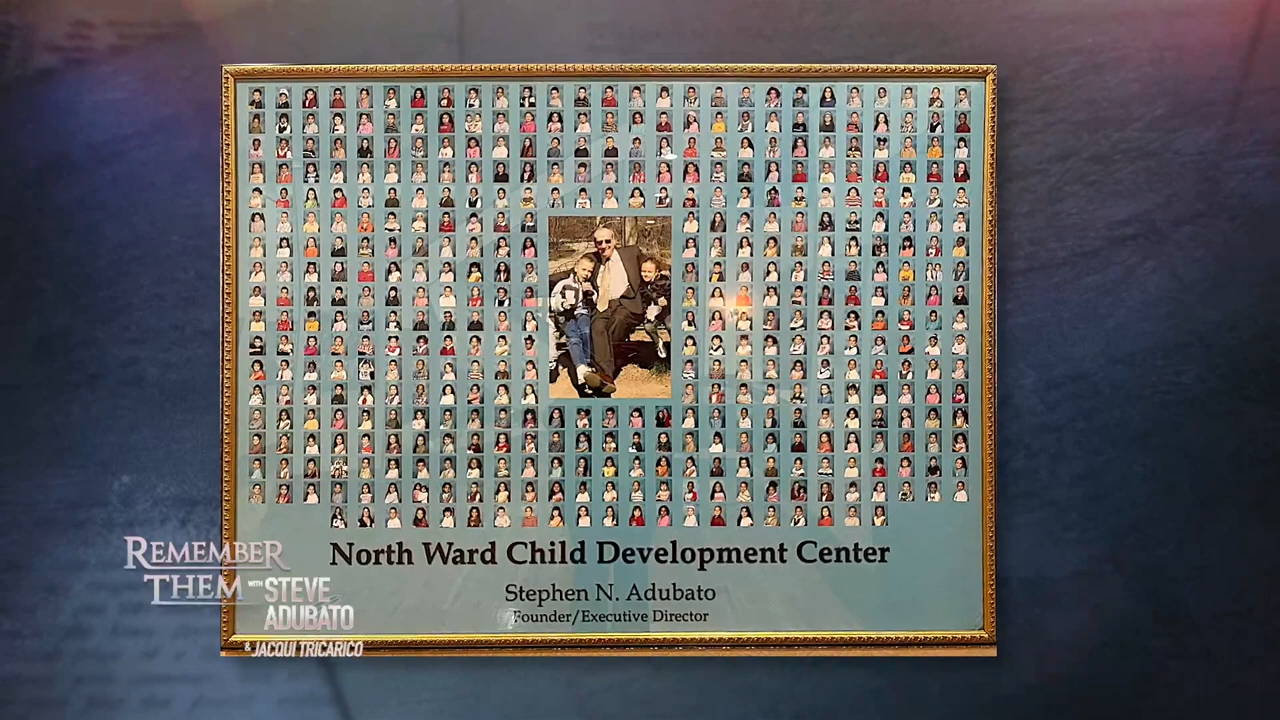 North Ward Child Development Center
Stephen N. Adubato
Founder/Executive Director
REMEMBER
THEM WITH STEVE
ADUBATO
& JACQUI TRICARICO